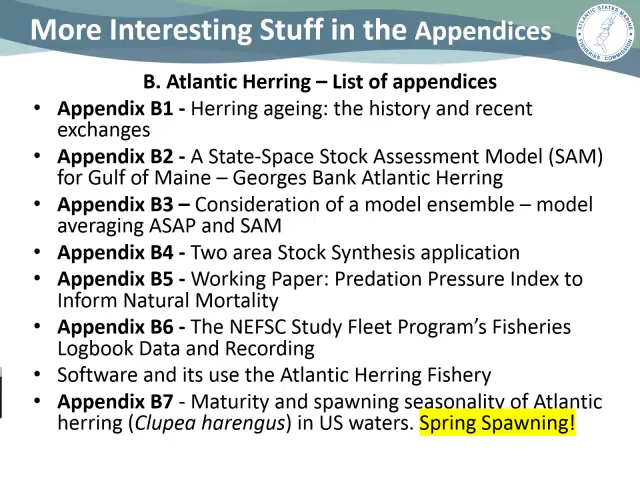 More Interesting Stuff in the Appendices
ATLANTIC STATES MARINE
FISHERIES COMMISSION
B. Atlantic Herring – List of appendices
• Appendix B1 - Herring ageing: the history and recent
exchanges
• Appendix B2 - A State-Space Stock Assessment Model (SAM)
for Gulf of Maine – Georges Bank Atlantic Herring
• Appendix B3 – Consideration of a model ensemble – model
averaging ASAP and SAM
• Appendix B4 - Two area Stock Synthesis application
• Appendix B5 - Working Paper: Predation Pressure Index to
Inform Natural Mortality
• Appendix B6 - The NEFSC Study Fleet Program’s Fisheries
Logbook Data and Recording
• Software and its use the Atlantic Herring Fishery
• Appendix B7 - Maturity and spawning seasonality of Atlantic
herring (Clupea harengus) in US waters. Spring Spawning!